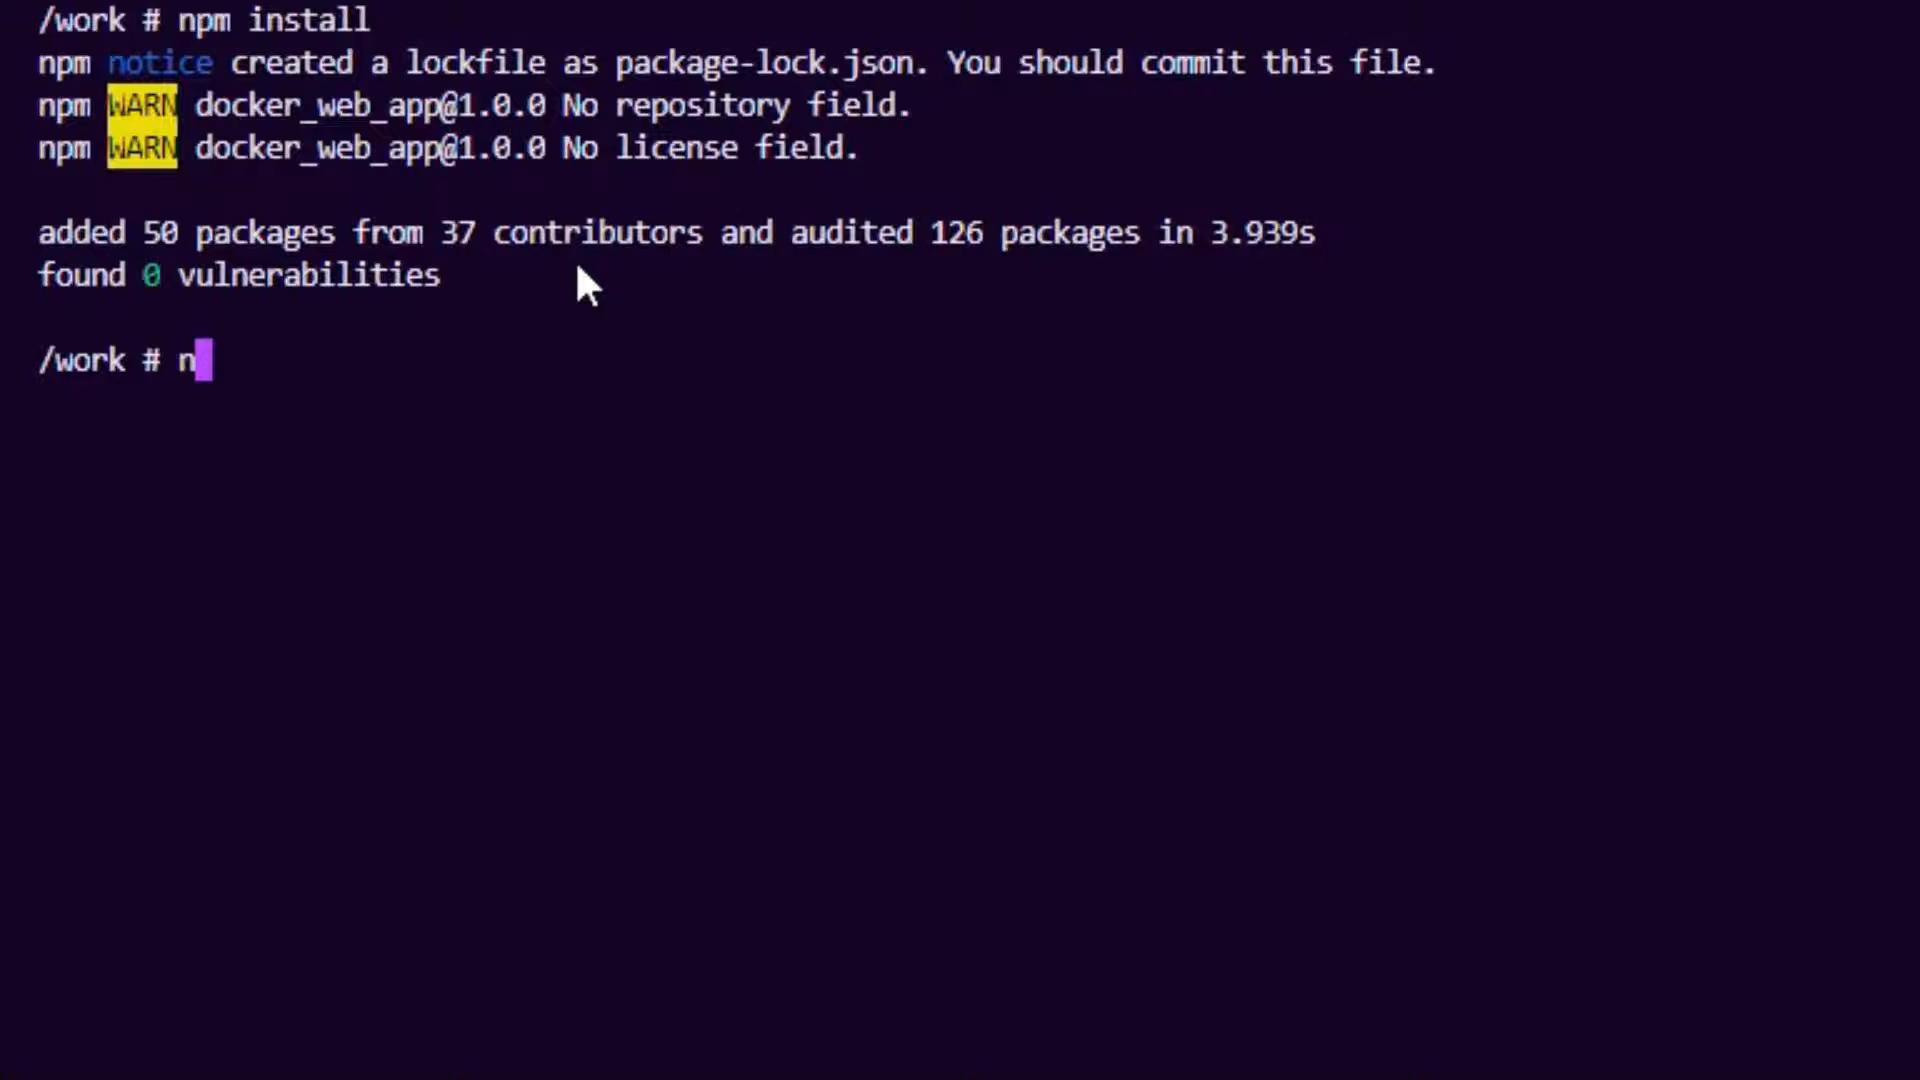 /work # npm install
npm notice created a lockfile as package-lock.json. You should commit this file.
npm WARN docker_web_app@1.0.0 No repository field.
npm WARN docker_web_app@1.0.0 No license field.
added 50 packages from 37 contributors and audited 126 packages in 3.939s
found 0 vulnerabilities
/work # n